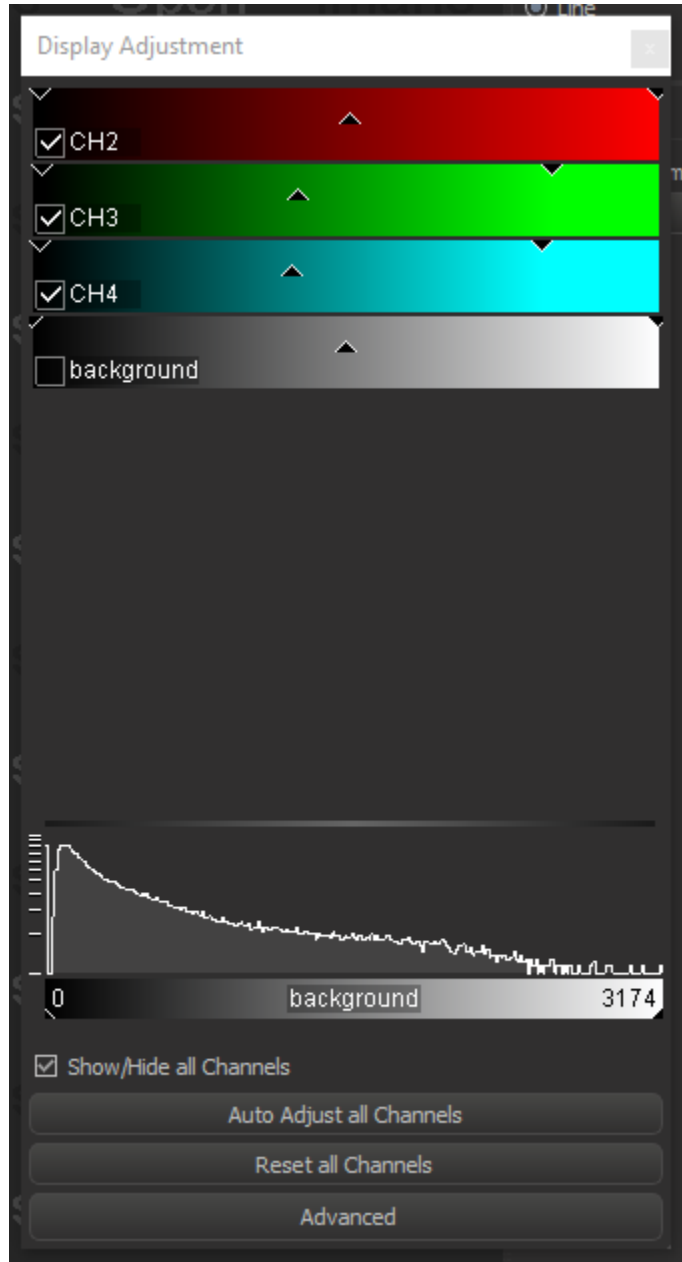 Line
Display Adjustment
x
CH2
CH3
CH4
background
0 background 3174
Show/Hide all Channels
Auto Adjust all Channels
Reset all Channels
Advanced